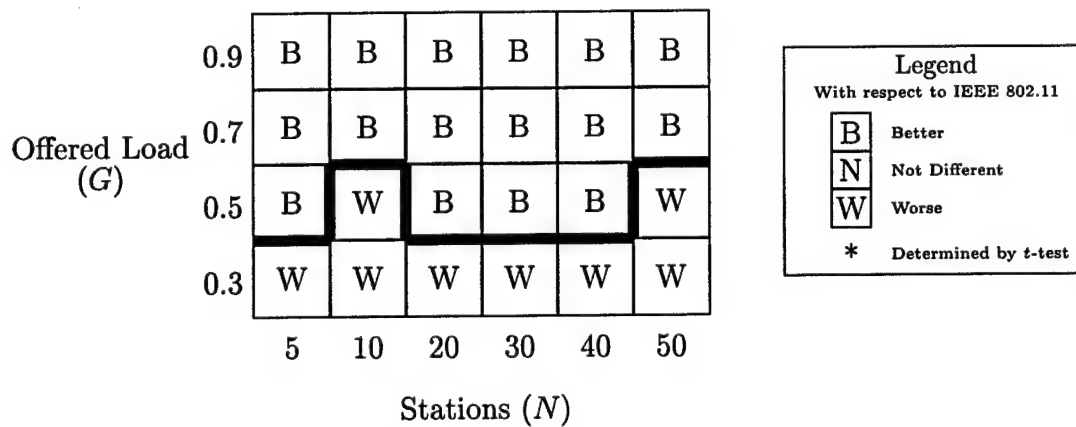 0.9 B B B B B B
0.7 B B B B B B
Offered Load
(G)
0.5 B W B B B W
0.3 W W W W W W
5 10 20 30 40 50
Stations (N)
Legend
With respect to IEEE 802.11
B Better
N Not Different
W Worse
* Determined by t-test